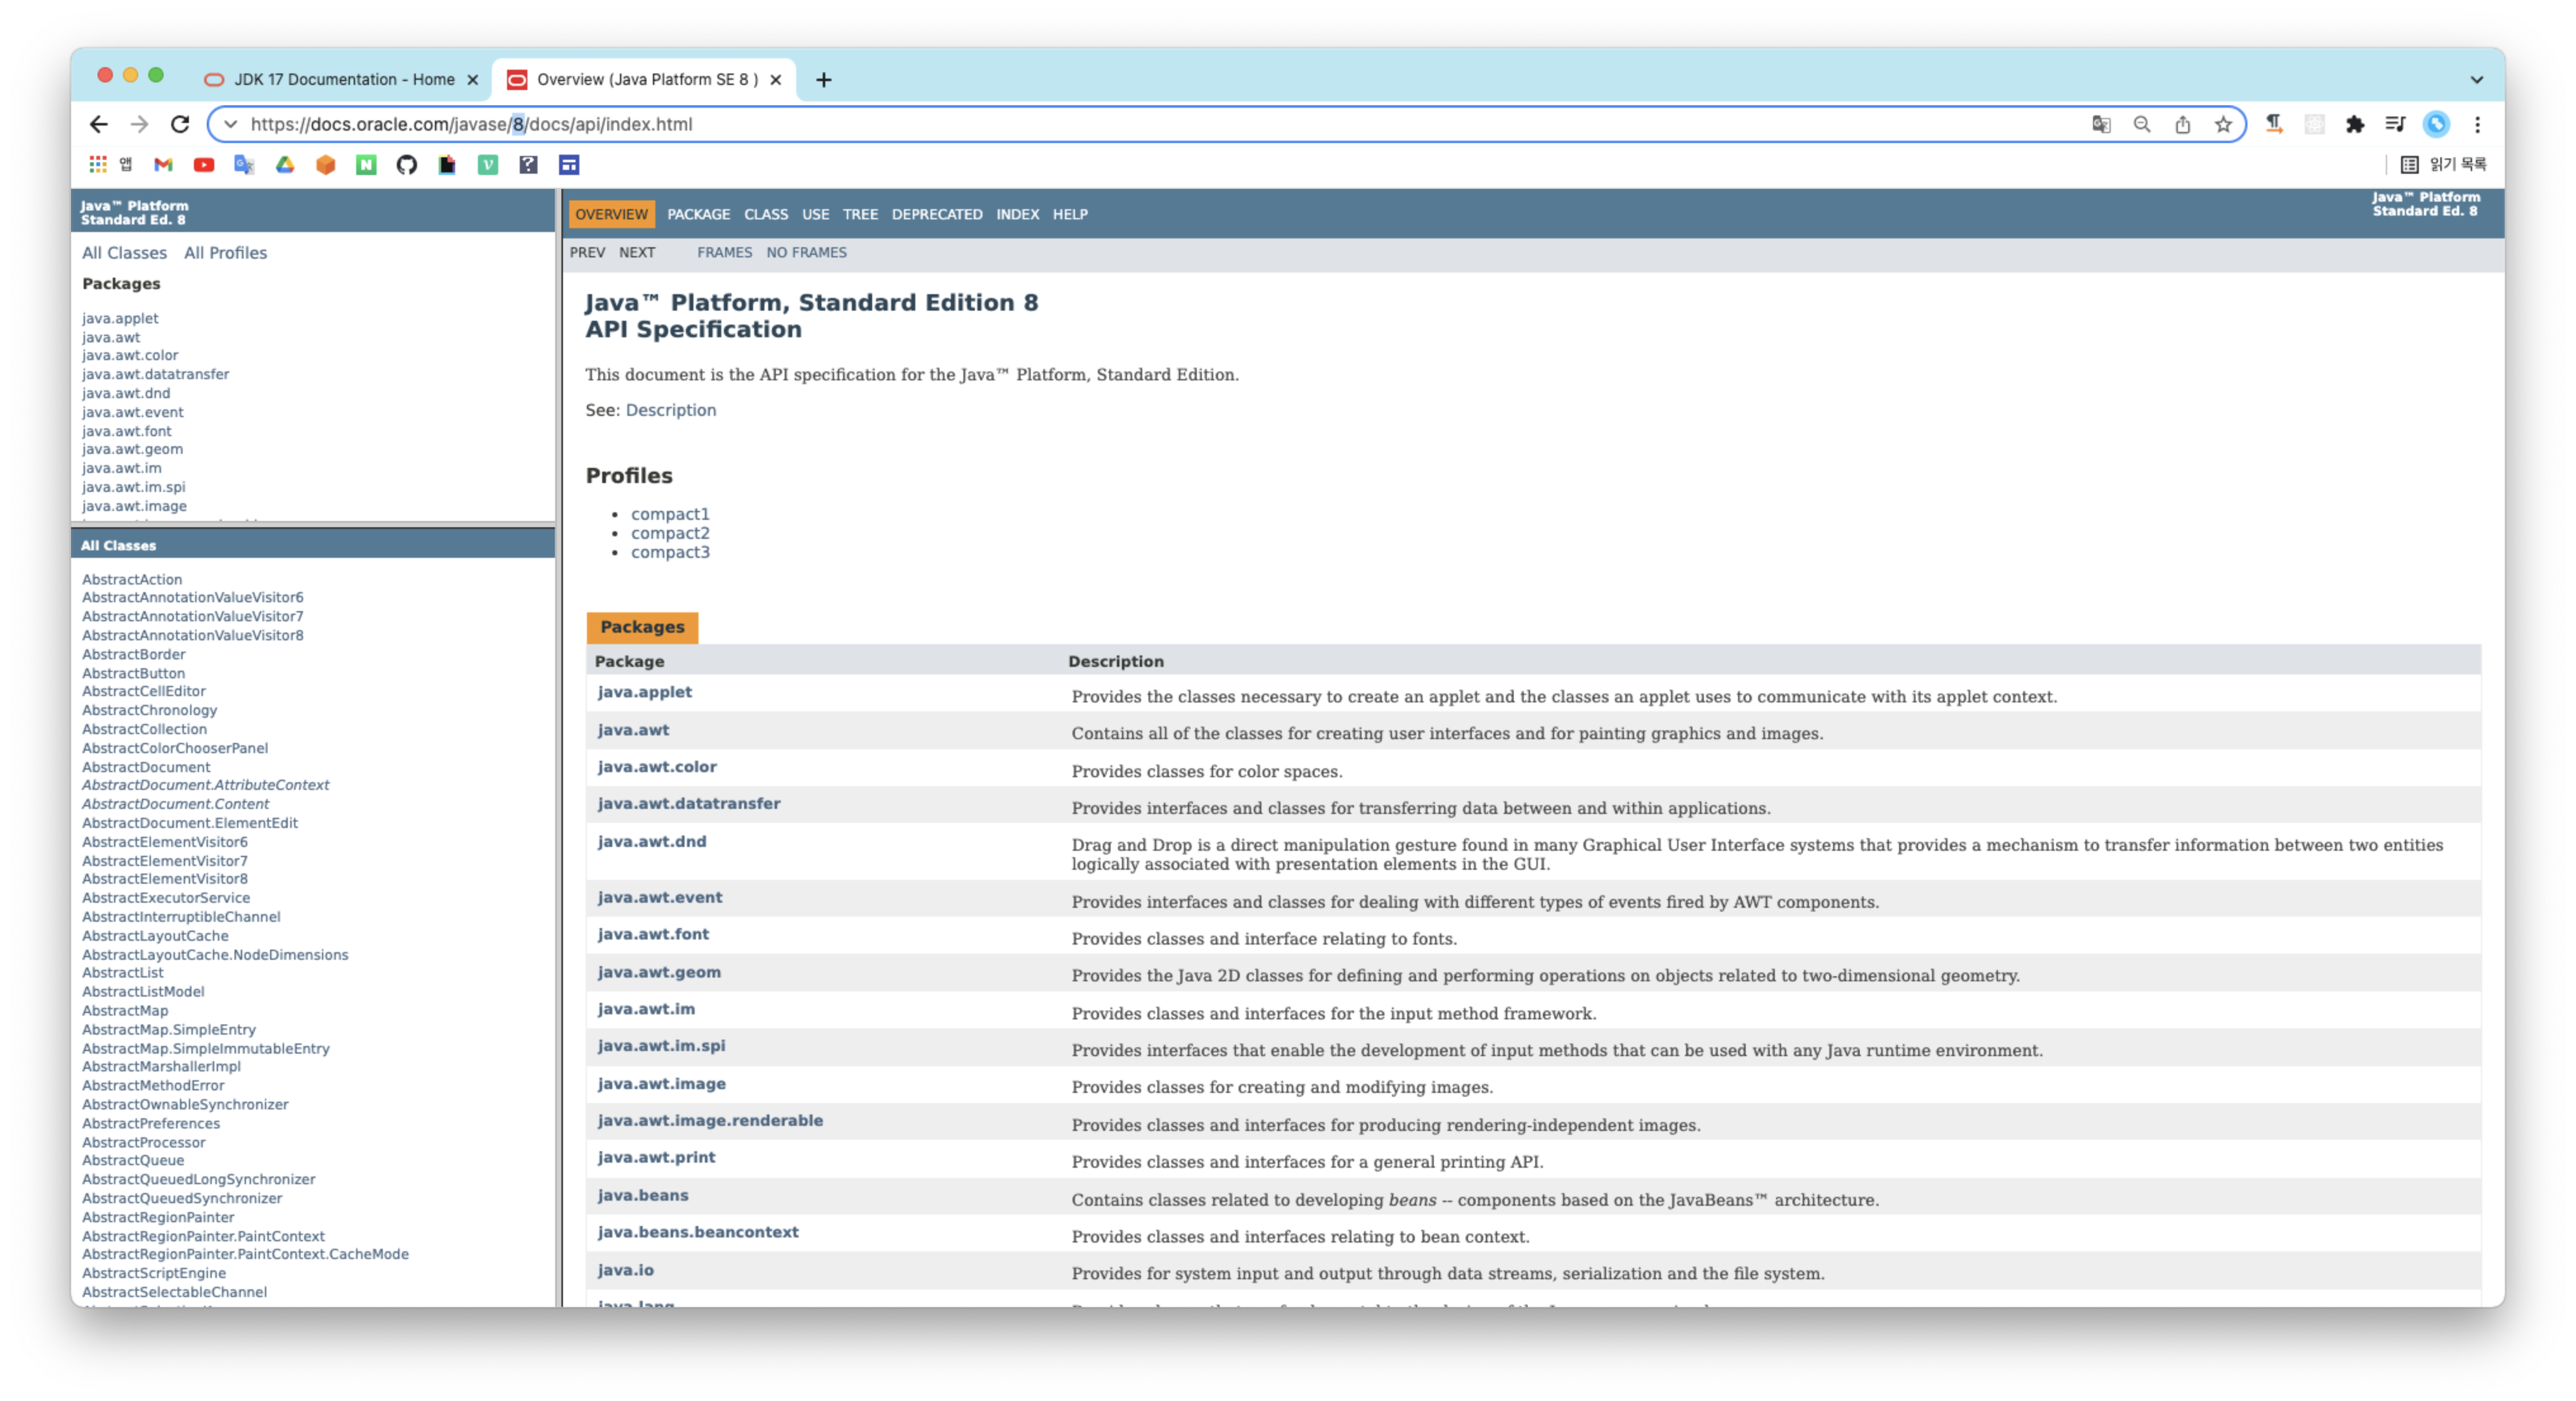 JDK 17 Documentation - Home
Overview (Java Platform SE 8 )
https://docs.oracle.com/javase/8/docs/api/index.html
앱
읽기 목록
Java™ Platform
Standard Ed. 8
All Classes All Profiles
Packages
java.applet
java.awt
java.awt.color
java.awt.datatransfer
java.awt.dnd
java.awt.event
java.awt.font
java.awt.geom
java.awt.im
java.awt.im.spi
java.awt.image
All Classes
AbstractAction
AbstractAnnotationValueVisitor6
AbstractAnnotationValueVisitor7
AbstractAnnotationValueVisitor8
AbstractBorder
AbstractButton
AbstractCellEditor
AbstractChronology
AbstractCollection
AbstractColorChooserPanel
AbstractDocument
AbstractDocument.AttributeContext
AbstractDocument.Content
AbstractDocument.ElementEdit
AbstractElementVisitor6
AbstractElementVisitor7
AbstractElementVisitor8
AbstractExecutorService
AbstractInterruptibleChannel
AbstractLayoutCache
AbstractLayoutCache.NodeDimensions
AbstractList
AbstractListModel
AbstractMap
AbstractMap.SimpleEntry
AbstractMap.SimpleImmutableEntry
AbstractMarshallerImpl
AbstractMethodError
AbstractOwnableSynchronizer
AbstractPreferences
AbstractProcessor
AbstractQueue
AbstractQueuedLongSynchronizer
AbstractQueuedSynchronizer
AbstractRegionPainter
AbstractRegionPainter.PaintContext
AbstractRegionPainter.PaintContext.CacheMode
AbstractScriptEngine
AbstractSelectableChannel
OVERVIEW PACKAGE CLASS USE TREE DEPRECATED INDEX HELP
Java™ Platform
Standard Ed. 8
PREV NEXT FRAMES NO FRAMES
Java™ Platform, Standard Edition 8
API Specification
This document is the API specification for the Java™ Platform, Standard Edition.
See: Description
Profiles
• compact1
• compact2
• compact3
Packages
Package Description
java.applet Provides the classes necessary to create an applet and the classes an applet uses to communicate with its applet context.
java.awt Contains all of the classes for creating user interfaces and for painting graphics and images.
java.awt.color Provides classes for color spaces.
java.awt.datatransfer Provides interfaces and classes for transferring data between and within applications.
java.awt.dnd Drag and Drop is a direct manipulation gesture found in many Graphical User Interface systems that provides a mechanism to transfer information between two entities
logically associated with presentation elements in the GUI.
java.awt.event Provides interfaces and classes for dealing with different types of events fired by AWT components.
java.awt.font Provides classes and interface relating to fonts.
java.awt.geom Provides the Java 2D classes for defining and performing operations on objects related to two-dimensional geometry.
java.awt.im Provides classes and interfaces for the input method framework.
java.awt.im.spi Provides interfaces that enable the development of input methods that can be used with any Java runtime environment.
java.awt.image Provides classes for creating and modifying images.
java.awt.image.renderable Provides classes and interfaces for producing rendering-independent images.
java.awt.print Provides classes and interfaces for a general printing API.
java.beans Contains classes related to developing beans -- components based on the JavaBeans™ architecture.
java.beans.beancontext Provides classes and interfaces relating to bean context.
java.io Provides for system input and output through data streams, serialization and the file system.
java.lang